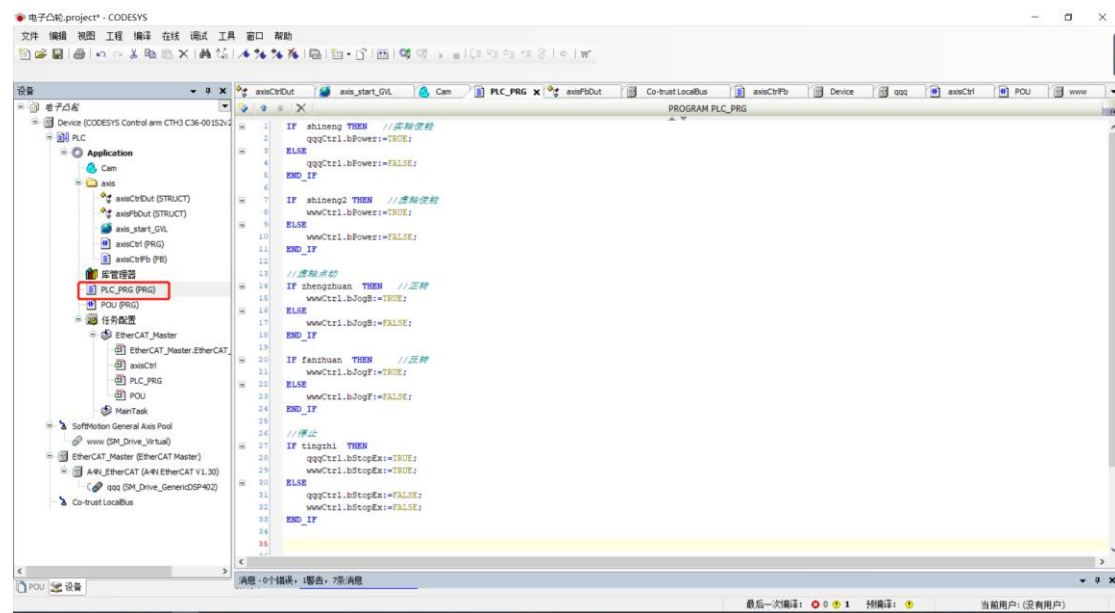 电子凸轮.project* - CODESYS
文件 编辑 视图 工程 编译 在线 调试 工具 窗口 帮助
设备
axisCtrlDut axis_start_GVL Cam PLC_PRG axisFbDut Co-trust LocalBus axisCtrlFb Device qqq axisCtrl POU www
PROGRAM PLC_PRG
电子凸轮
Device (CODESYS Control arm CTH3 C36-001S2v2
PLC
Application
Cam
axis
axisCtrlDut (STRUCT)
axisFbDut (STRUCT)
axis_start_GVL
axisCtrl (PRG)
axisCtrlFb (FB)
库管理器
PLC_PRG (PRG)
POU (PRG)
任务配置
EtherCAT_Master
EtherCAT_Master.EtherCAT_
axisCtrl
PLC_PRG
POU
MainTask
SoftMotion General Axis Pool
www (SM_Drive_Virtual)
EtherCAT_Master (EtherCAT Master)
A4N_EtherCAT (A4N EtherCAT V1.30)
qqq (SM_Drive_GenericDSP402)
Co-trust LocalBus
1 IF shineng THEN //实轴使能
2 qqqCtrl.bPower:=TRUE;
3 ELSE
4 qqqCtrl.bPower:=FALSE;
5 END_IF
6
7 IF shineng2 THEN //虚轴使能
8 wwwCtrl.bPower:=TRUE;
9 ELSE
10 wwwCtrl.bPower:=FALSE;
11 END_IF
12
13 //虚轴点动
14 IF zhengzhuan THEN //正转
15 wwwCtrl.bJogB:=TRUE;
16 ELSE
17 wwwCtrl.bJogB:=FALSE;
18 END_IF
19
20 IF fanzhuan THEN //反转
21 wwwCtrl.bJogF:=TRUE;
22 ELSE
23 wwwCtrl.bJogF:=FALSE;
24 END_IF
25
26 //停止
27 IF tingzhi THEN
28 qqqCtrl.bStopEx:=TRUE;
29 wwwCtrl.bStopEx:=TRUE;
30 ELSE
31 qqqCtrl.bStopEx:=FALSE;
32 wwwCtrl.bStopEx:=FALSE;
33 END_IF
34
35
POU 设备
消息 -0个错误，1警告，7条消息
最后一次编译： 0 1 预编译： 当前用户：(没有用户)